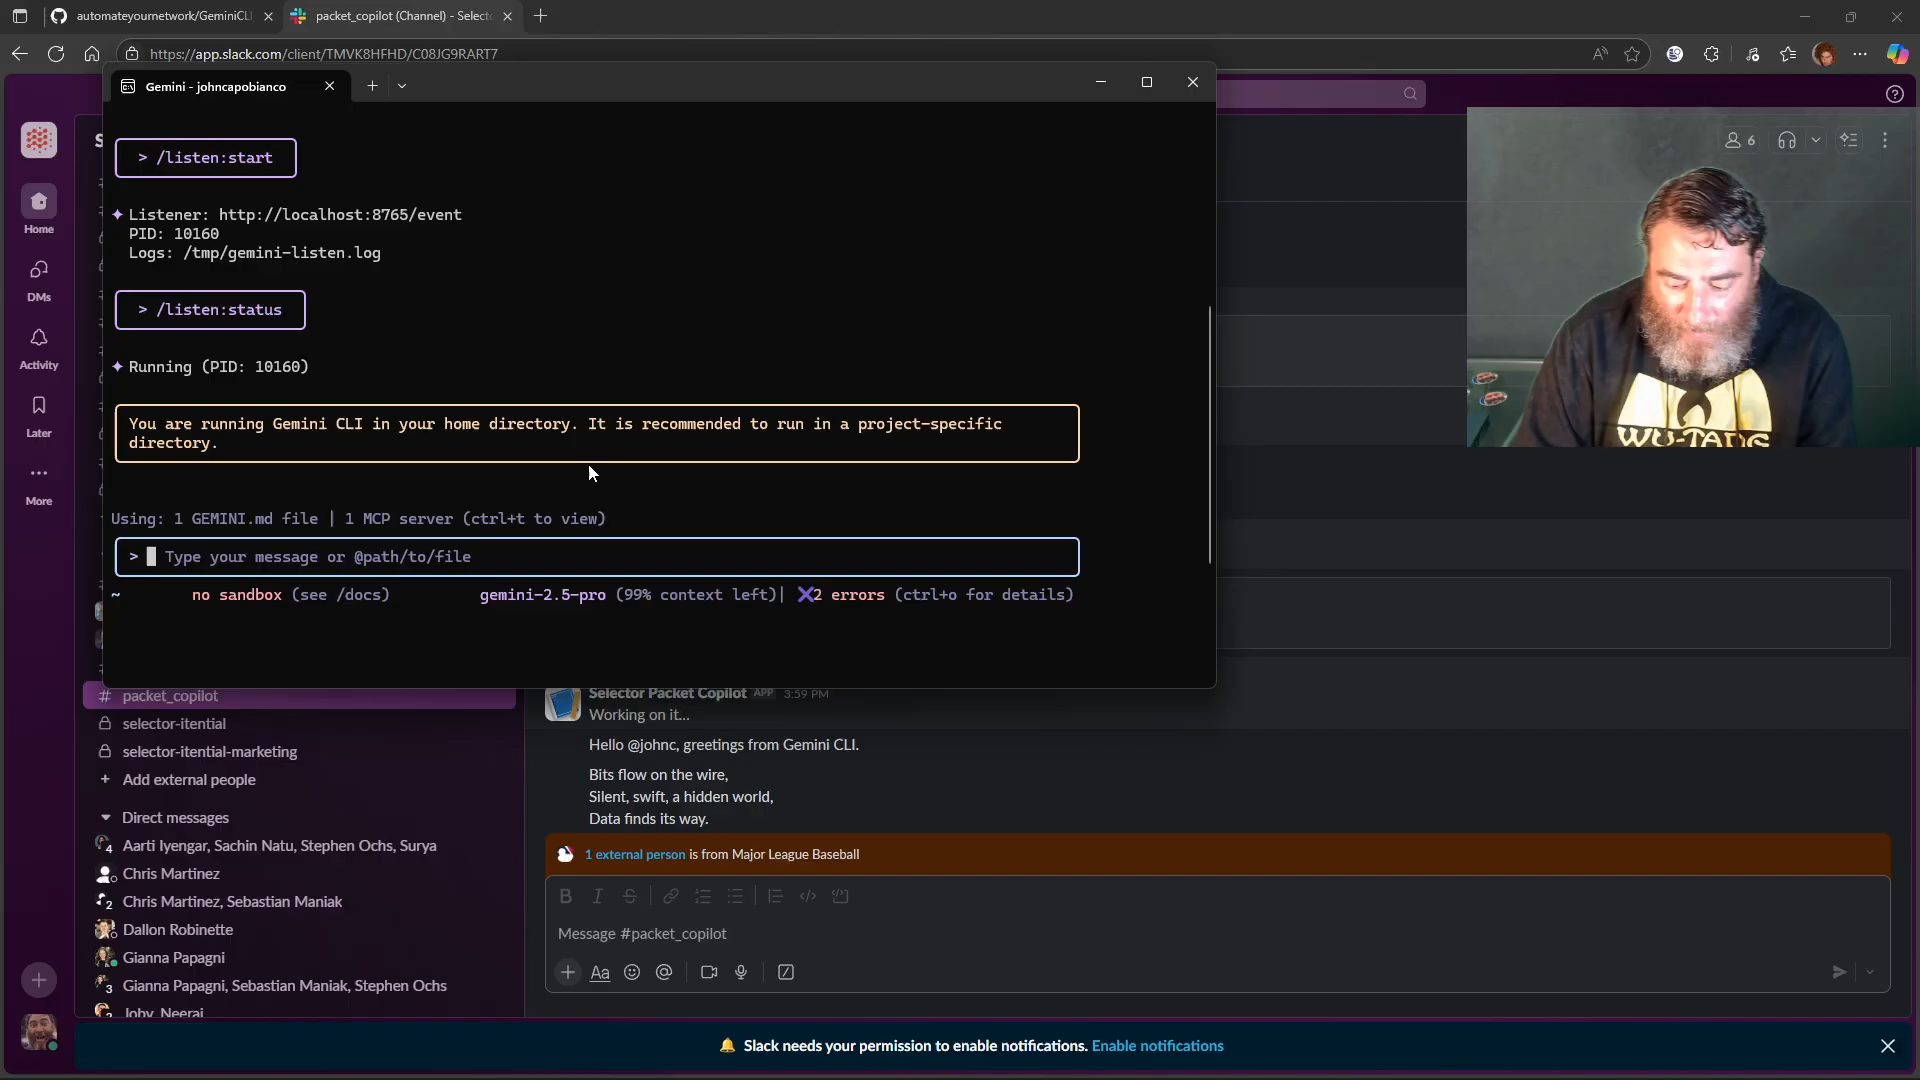 automateyournetwork/GeminiCLI
packet_copilot (Channel) - Select
https://app.slack.com/client/TMVK8HFHD/C08JG9RART7
Gemini - johncapobianco
> /listen:start
✦ Listener: http://localhost:8765/event
PID: 10160
Logs: /tmp/gemini-listen.log
> /listen:status
✦ Running (PID: 10160)
You are running Gemini CLI in your home directory. It is recommended to run in a project-specific
directory.
Using: 1 GEMINI.md file | 1 MCP server (ctrl+t to view)
> Type your message or @path/to/file
~ no sandbox (see /docs) gemini-2.5-pro (99% context left)| ✖2 errors (ctrl+o for details)
Home
DMs
Activity
Later
More
6
WU-TANG
# packet_copilot
selector-itential
selector-itential-marketing
+ Add external people
Direct messages
4 Aarti Iyengar, Sachin Natu, Stephen Ochs, Surya
Chris Martinez
2 Chris Martinez, Sebastian Maniak
Dallon Robinette
Gianna Papagni
3 Gianna Papagni, Sebastian Maniak, Stephen Ochs
Joby, Neeraj
Selector Packet Copilot APP 3:59 PM
Working on it...
Hello @johnc, greetings from Gemini CLI.
Bits flow on the wire,
Silent, swift, a hidden world,
Data finds its way.
1 external person is from Major League Baseball
Message #packet_copilot
Slack needs your permission to enable notifications. Enable notifications